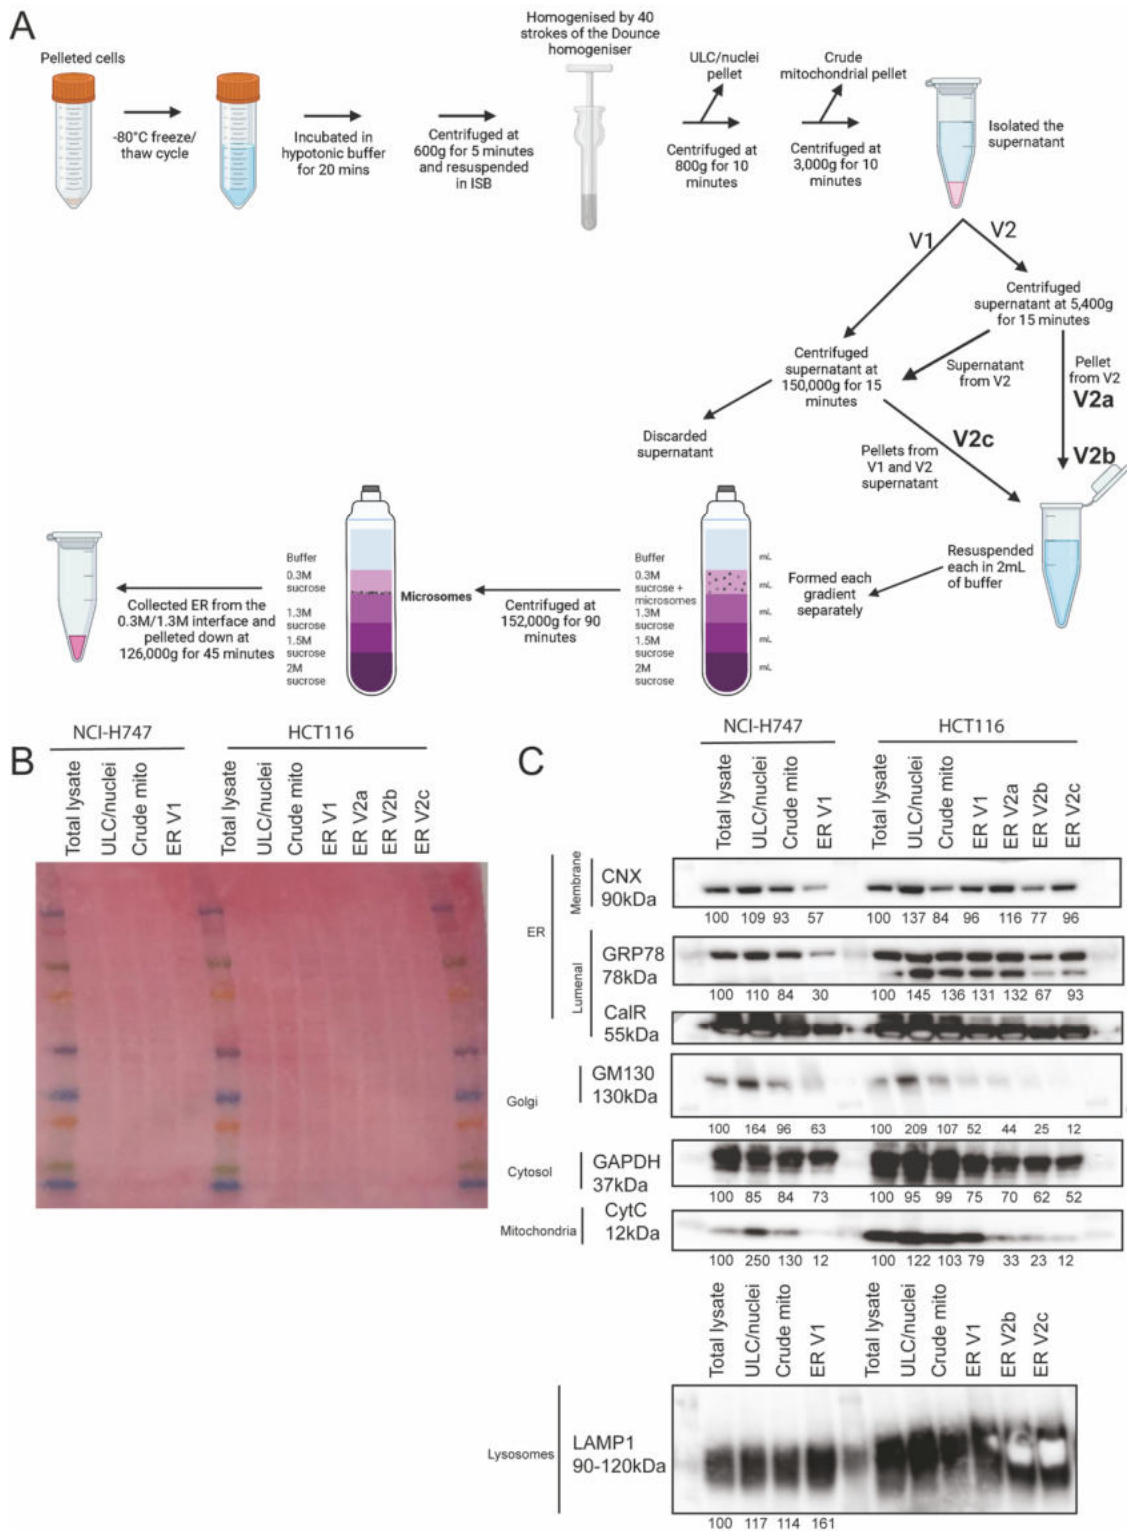 A
Pelleted cells
-80°C freeze/
thaw cycle
Incubated in
hypotonic buffer
for 20 mins
Centrifuged at
600g for 5 minutes
and resuspended
in ISB
Homogenised by 40
strokes of the Dounce
homogeniser
ULC/nuclei
pellet
Centrifuged at
800g for 10
minutes
Crude
mitochondrial pellet
Centrifuged at
3,000g for 10
minutes
Isolated the
supernatant
V1
V2
Centrifuged
supernatant at 5,400g
for 15 minutes
Centrifuged
supernatant at
150,000g for 15
minutes
Supernatant
from V2
Pellet
from V2
V2a
Discarded
supernatant
V2c
V2b
Pellets from
V1 and V2
supernatant
Resuspended
each in 2mL
of buffer
Formed each
gradient
separately
Buffer
0.3M
sucrose +
microsomes
1.3M
sucrose
1.5M
sucrose
2M
sucrose
mL
mL
mL
mL
mL
Centrifuged at
152,000g for 90
minutes
Microsomes
Buffer
0.3M
sucrose
1.3M
sucrose
1.5M
sucrose
2M
sucrose
Collected ER from the
0.3M/1.3M interface and
pelleted down at
126,000g for 45 minutes
B
NCI-H747
HCT116
Total lysate
ULC/nuclei
Crude mito
ER V1
Total lysate
ULC/nuclei
Crude mito
ER V1
ER V2a
ER V2b
ER V2c
C
NCI-H747
HCT116
Total lysate
ULC/nuclei
Crude mito
ER V1
Total lysate
ULC/nuclei
Crude mito
ER V1
ER V2a
ER V2b
ER V2c
ER
Membrane
CNX
90kDa
100 109 93 57 100 137 84 96 116 77 96
Lumenal
GRP78
78kDa
100 110 84 30 100 145 136 131 132 67 93
CalR
55kDa
Golgi
GM130
130kDa
100 164 96 63 100 209 107 52 44 25 12
Cytosol
GAPDH
37kDa
100 85 84 73 100 95 99 75 70 62 52
Mitochondria
CytC
12kDa
100 250 130 12 100 122 103 79 33 23 12
Total lysate
ULC/nuclei
Crude mito
ER V1
Total lysate
ULC/nuclei
Crude mito
ER V1
ER V2b
ER V2c
Lysosomes
LAMP1
90-120kDa
100 117 114 161